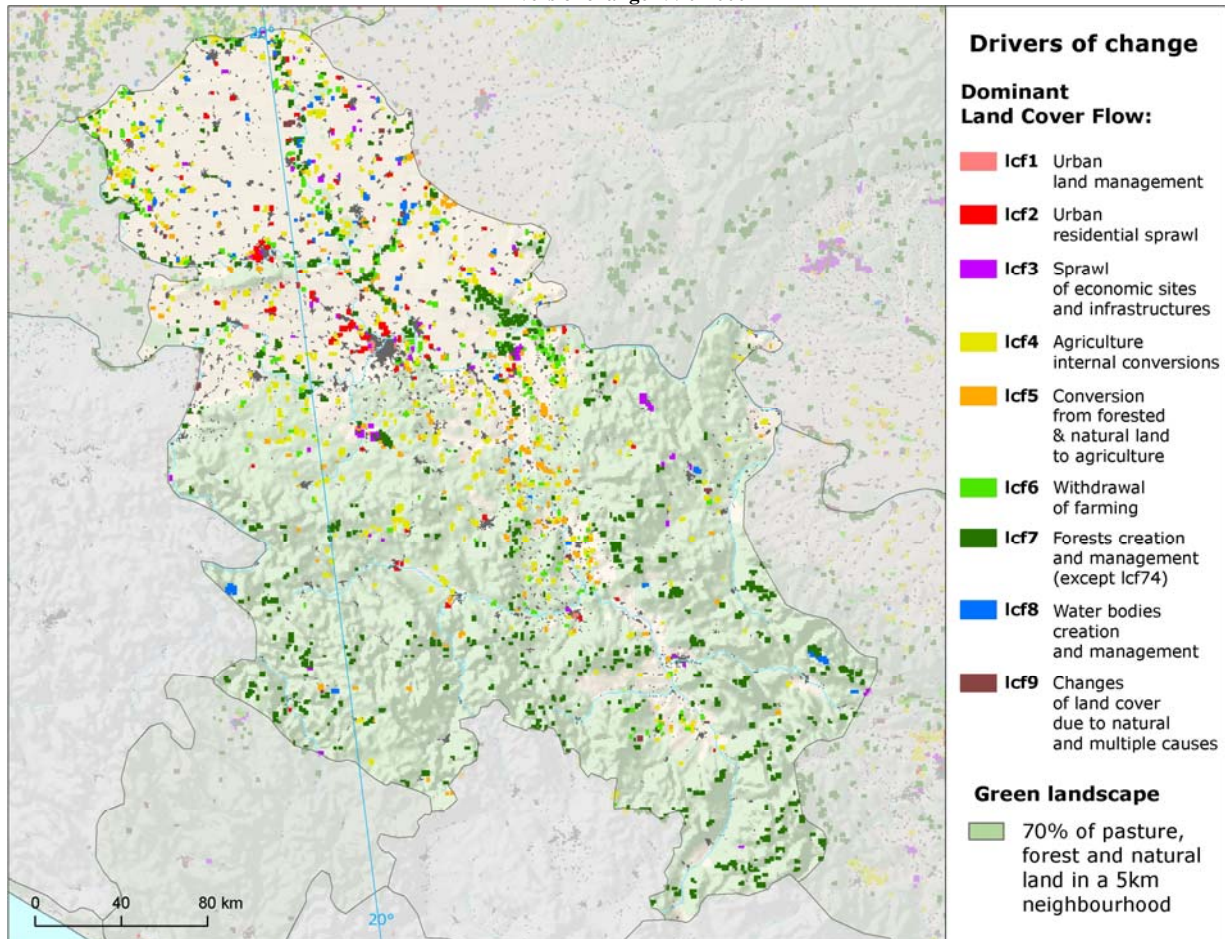 20°
20°
0 40 80 km
Drivers of change
Dominant
Land Cover Flow:
lcf1 Urban
land management
lcf2 Urban
residential sprawl
lcf3 Sprawl
of economic sites
and infrastructures
lcf4 Agriculture
internal conversions
lcf5 Conversion
from forested
& natural land
to agriculture
lcf6 Withdrawal
of farming
lcf7 Forests creation
and management
(except lcf74)
lcf8 Water bodies
creation
and management
lcf9 Changes
of land cover
due to natural
and multiple causes
Green landscape
70% of pasture,
forest and natural
land in a 5km
neighbourhood